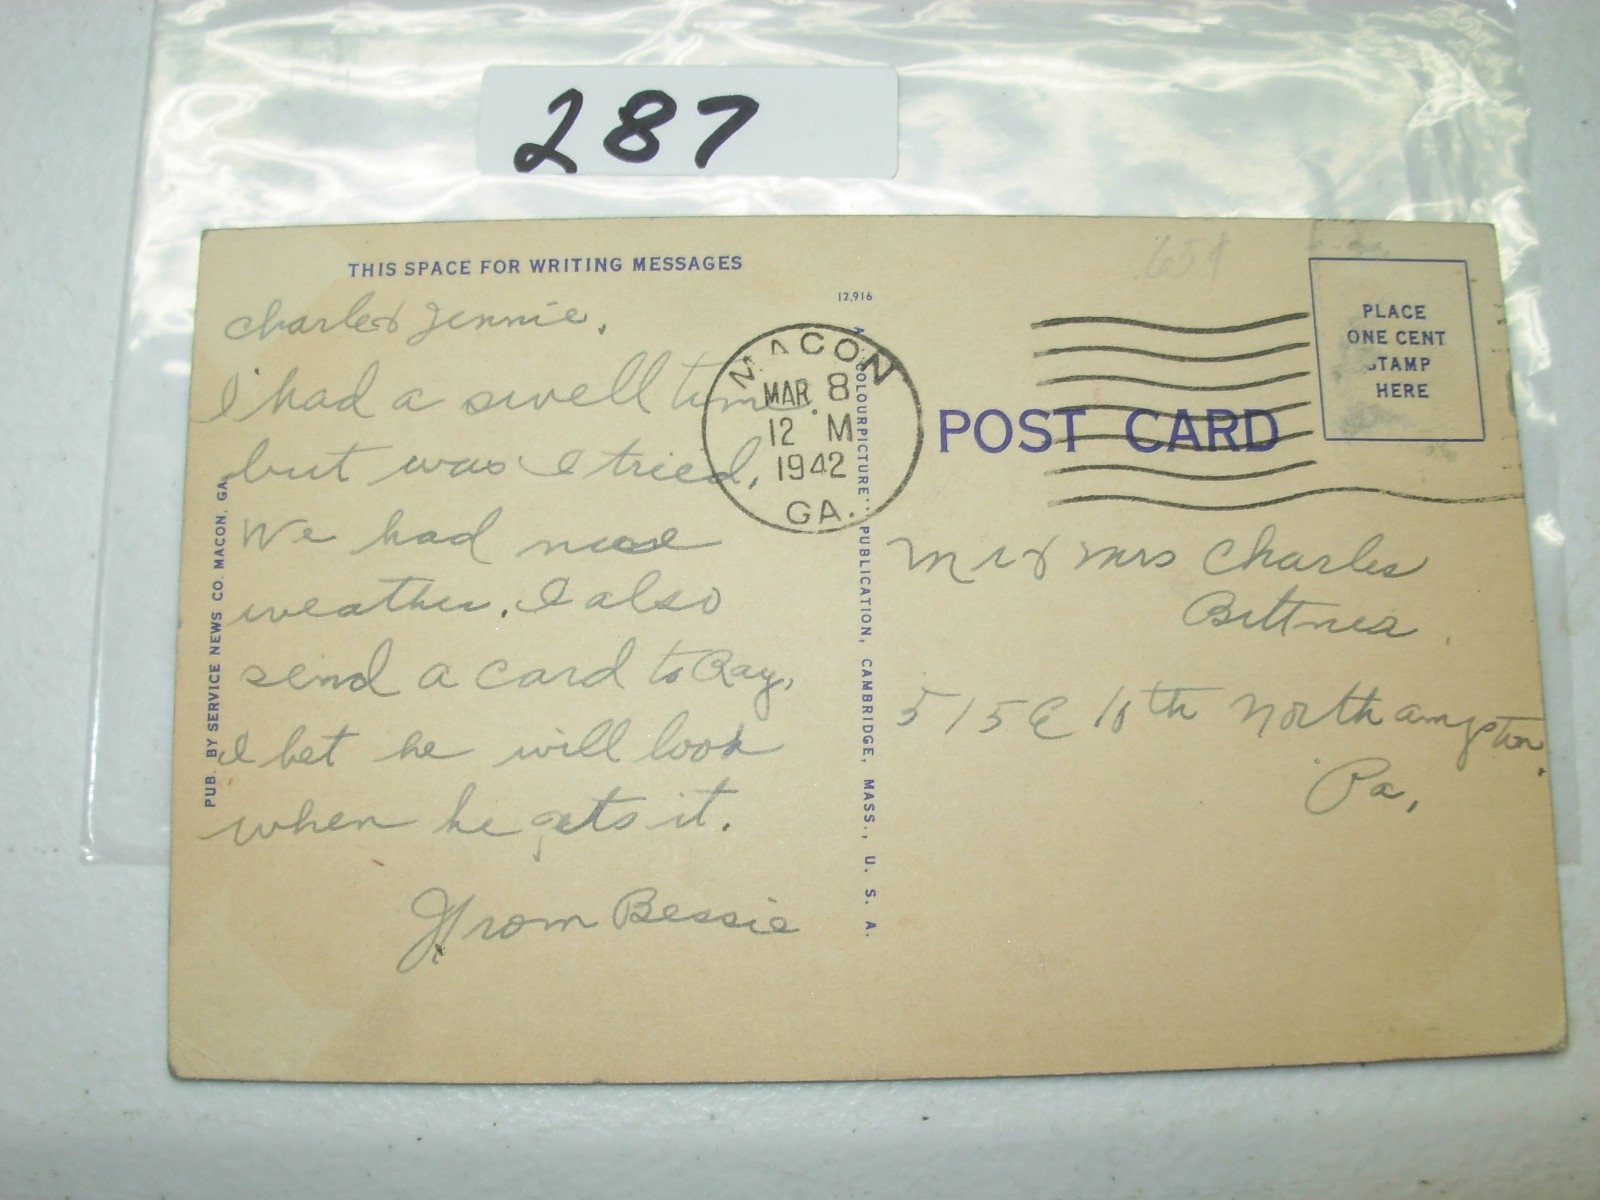 287
THIS SPACE FOR WRITING MESSAGES
12,916
Charles & Jennie,
I had a swell time.
but was I tried,
We had nice
weather. I also
send a card to Ray,
I bet he will look
when he gets it.
From Bessie
PUB. BY SERVICE NEWS CO. MACON, GA.
MACON
MAR. 8
12 M
1942
GA.
"COLOURPICTURE" PUBLICATION, CAMBRIDGE, MASS., U. S. A.
65¢
POST CARD
PLACE
ONE CENT
STAMP
HERE
Mr & Mrs Charles
Bittner
515 E 10th Northampton
Pa,